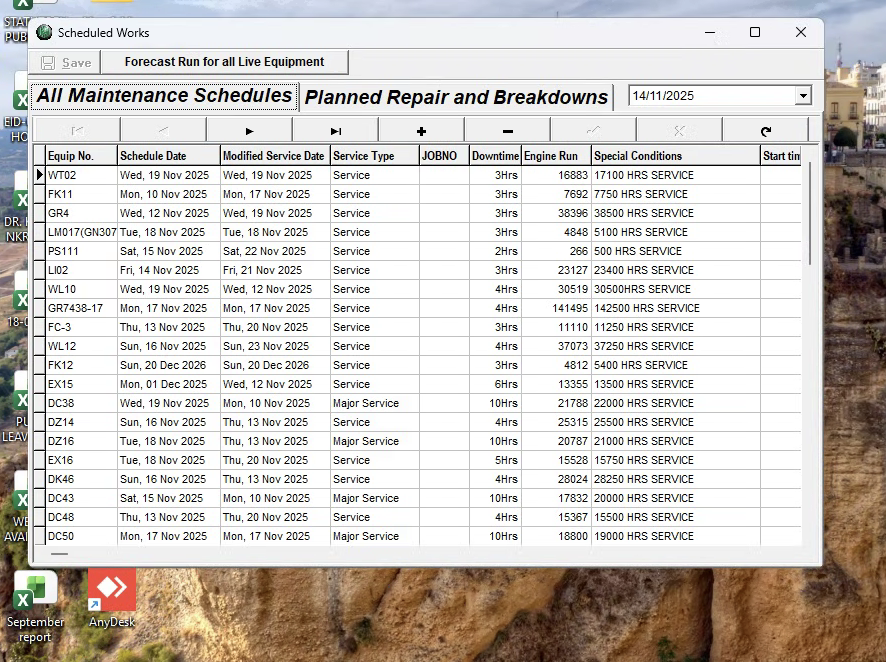 Scheduled Works
Save Forecast Run for all Live Equipment
All Maintenance Schedules Planned Repair and Breakdowns 14/11/2025
Equip No. Schedule Date Modified Service Date Service Type JOBNO Downtime Engine Run Special Conditions Start tin
WT02 Wed, 19 Nov 2025 Wed, 19 Nov 2025 Service 3Hrs 16883 17100 HRS SERVICE
FK11 Mon, 10 Nov 2025 Mon, 17 Nov 2025 Service 3Hrs 7692 7750 HRS SERVICE
GR4 Wed, 12 Nov 2025 Wed, 19 Nov 2025 Service 3Hrs 38396 38500 HRS SERVICE
LM017(GN307 Tue, 18 Nov 2025 Tue, 18 Nov 2025 Service 3Hrs 4848 5100 HRS SERVICE
PS111 Sat, 15 Nov 2025 Sat, 22 Nov 2025 Service 2Hrs 266 500 HRS SERVICE
LI02 Fri, 14 Nov 2025 Fri, 21 Nov 2025 Service 3Hrs 23127 23400 HRS SERVICE
WL10 Wed, 19 Nov 2025 Wed, 12 Nov 2025 Service 4Hrs 30519 30500HRS SERVICE
GR7438-17 Mon, 17 Nov 2025 Mon, 17 Nov 2025 Service 4Hrs 141495 142500 HRS SERVICE
FC-3 Thu, 13 Nov 2025 Thu, 20 Nov 2025 Service 3Hrs 11110 11250 HRS SERVICE
WL12 Sun, 16 Nov 2025 Sun, 23 Nov 2025 Service 4Hrs 37073 37250 HRS SERVICE
FK12 Sun, 20 Dec 2026 Sun, 20 Dec 2026 Service 3Hrs 4812 5400 HRS SERVICE
EX15 Mon, 01 Dec 2025 Wed, 12 Nov 2025 Service 6Hrs 13355 13500 HRS SERVICE
DC38 Wed, 19 Nov 2025 Mon, 10 Nov 2025 Major Service 10Hrs 21788 22000 HRS SERVICE
DZ14 Sun, 16 Nov 2025 Thu, 13 Nov 2025 Service 4Hrs 25315 25500 HRS SERVICE
DZ16 Tue, 18 Nov 2025 Thu, 13 Nov 2025 Major Service 10Hrs 20787 21000 HRS SERVICE
EX16 Tue, 18 Nov 2025 Thu, 20 Nov 2025 Service 5Hrs 15528 15750 HRS SERVICE
DK46 Sun, 16 Nov 2025 Thu, 13 Nov 2025 Service 4Hrs 28024 28250 HRS SERVICE
DC43 Sat, 15 Nov 2025 Mon, 10 Nov 2025 Major Service 10Hrs 17832 20000 HRS SERVICE
DC48 Thu, 13 Nov 2025 Thu, 20 Nov 2025 Service 4Hrs 15367 15500 HRS SERVICE
DC50 Mon, 17 Nov 2025 Mon, 17 Nov 2025 Major Service 10Hrs 18800 19000 HRS SERVICE
STAT
PUB
EID-
HO
DR.
NKR
18-
PU
LEAV
WE
AVAI
September
report
AnyDesk